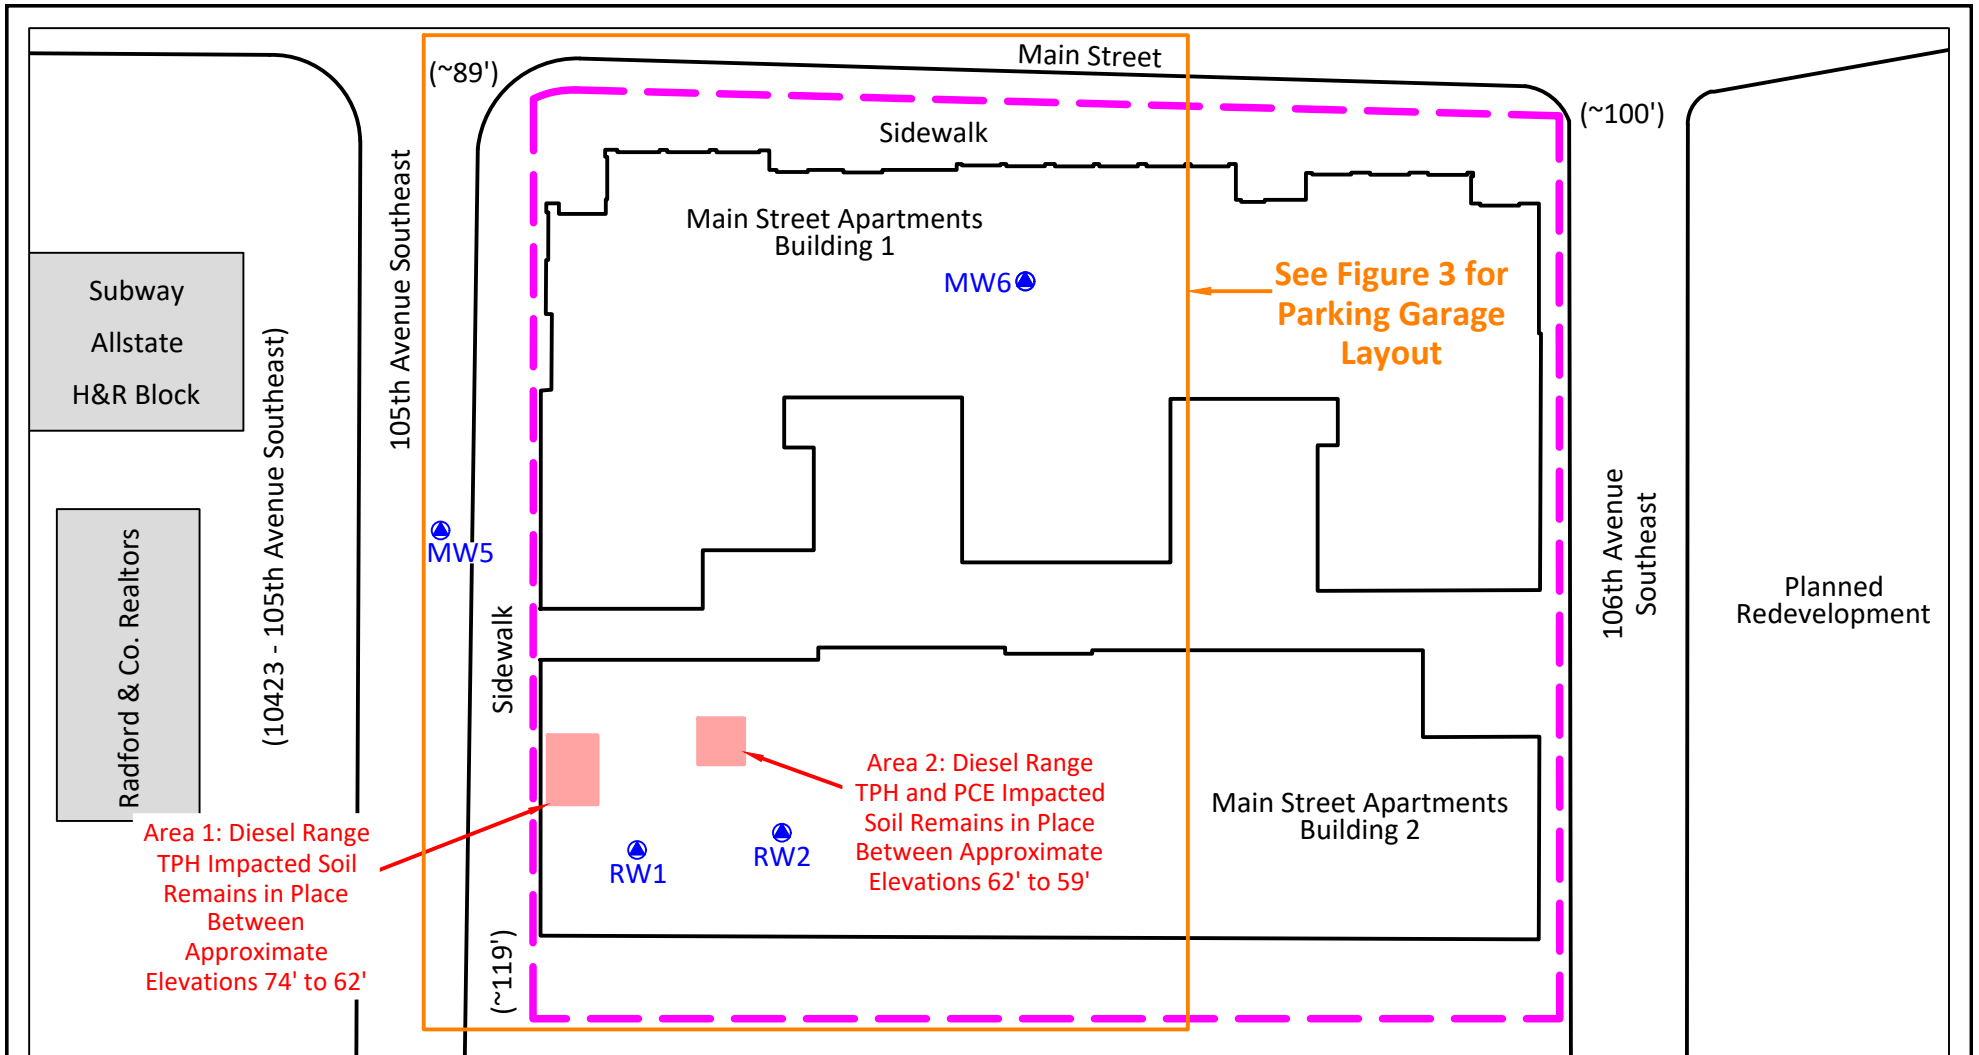 Main Street
(~89')
(~100')
Sidewalk
105th Avenue Southeast
Main Street Apartments
Building 1
MW6
See Figure 3 for
Parking Garage
Layout
Subway
Allstate
H&R Block
(10423 - 105th Avenue Southeast)
MW5
Radford & Co. Realtors
Sidewalk
106th Avenue
Southeast
Planned
Redevelopment
Area 1: Diesel Range
TPH Impacted Soil
Remains in Place
Between
Approximate
Elevations 74' to 62'
Area 2: Diesel Range
TPH and PCE Impacted
Soil Remains in Place
Between Approximate
Elevations 62' to 59'
RW1
RW2
Main Street Apartments
Building 2
(~119')